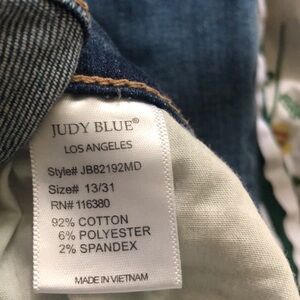 JUDY BLUE®
LOS ANGELES
Style# JB82192MD
Size# 13/31
RN# 116380
92% COTTON
6% POLYESTER
2% SPANDEX
MADE IN VIETNAM